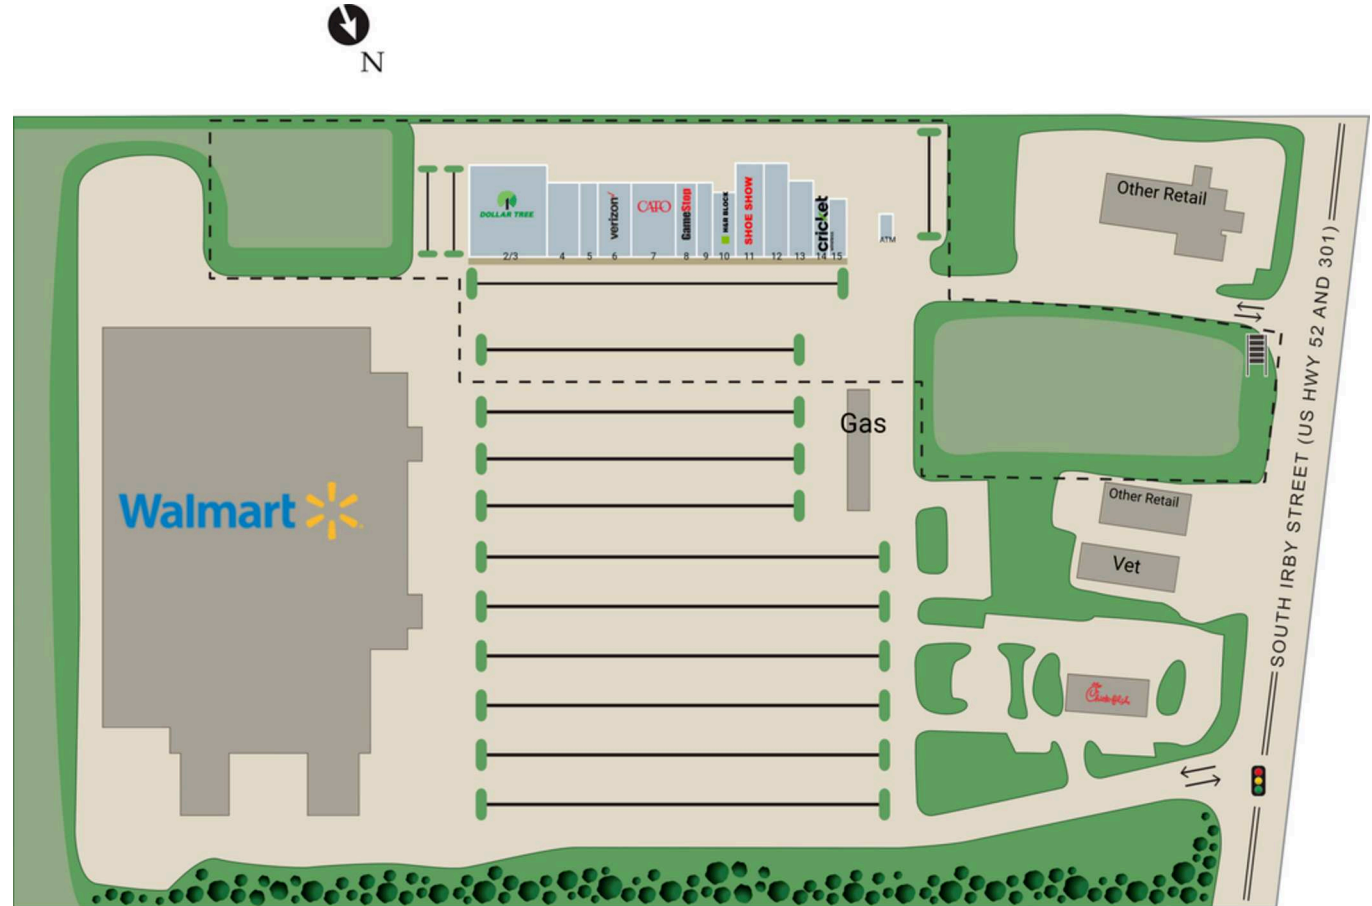 N
DOLLAR TREE
verizon
CATO
GameStop
H&R BLOCK
SHOE SHOW
cricket
2/3
4
5
6
7
8
9
10
11
12
13
14
15
ATM
Other Retail
Walmart
Gas
Other Retail
Vet
Chick-fil-A
SOUTH IRBY STREET (US HWY 52 AND 301)